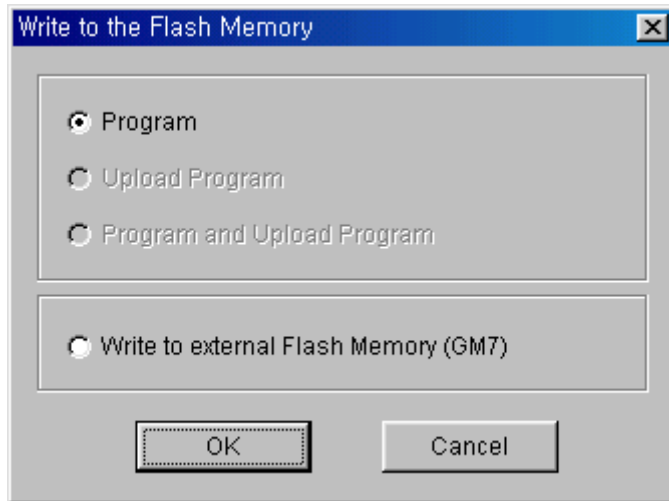 Write to the Flash Memory
Program
Upload Program
Program and Upload Program
Write to external Flash Memory (GM7)
OK
Cancel